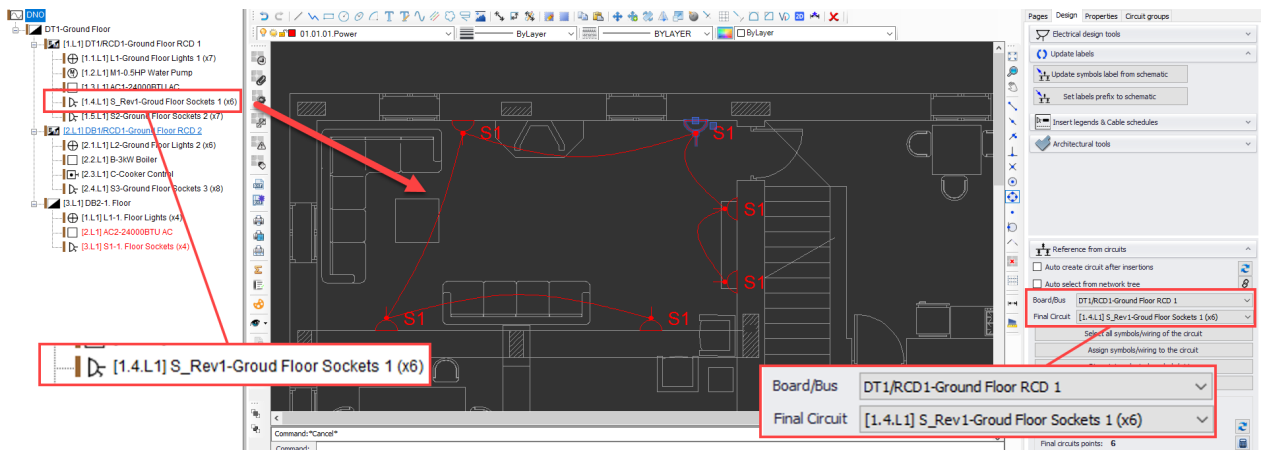 DNO
DT1-Ground Floor
[1.L1] DT1/RCD1-Ground Floor RCD 1
[1.1.L1] L1-Ground Floor Lights 1 (x7)
[1.2.L1] M1-0.5HP Water Pump
[1.3.L1] AC1-24000BTU AC
[1.4.L1] S_Rev1-Groud Floor Sockets 1 (x6)
[1.5.L1] S2-Ground Floor Sockets 2 (x7)
[2.L1] DB1/RCD1-Ground Floor RCD 2
[2.1.L1] L2-Ground Floor Lights 2 (x6)
[2.2.L1] B-3kW Boiler
[2.3.L1] C-Cooker Control
[2.4.L1] S3-Ground Floor Sockets 3 (x8)
[3.L1] DB2-1. Floor
[1.L1] L1-1. Floor Lights (x4)
[2.L1] AC2-24000BTU AC
[3.L1] S1-1. Floor Sockets (x4)
[1.4.L1] S_Rev1-Groud Floor Sockets 1 (x6)
01.01.01.Power
ByLayer
BYLAYER
ByLayer
S1
S1
S1
S1
S1
S1
Command:*Cancel*
Command:
Pages Design Properties Circuit groups
Electrical design tools
Update labels
Update symbols label from schematic
Set labels prefix to schematic
Insert legends & Cable schedules
Architectural tools
Reference from circuits
Auto create circuit after insertions
Auto select from network tree
Board/Bus DT1/RCD1-Ground Floor RCD 1
Final Circuit [1.4.L1] S_Rev1-Groud Floor Sockets 1 (x6)
Select all symbols/wiring of the circuit
Assign symbols/wiring to the circuit
Board/Bus DT1/RCD1-Ground Floor RCD 1
Final Circuit [1.4.L1] S_Rev1-Groud Floor Sockets 1 (x6)
Final circuits points: 6